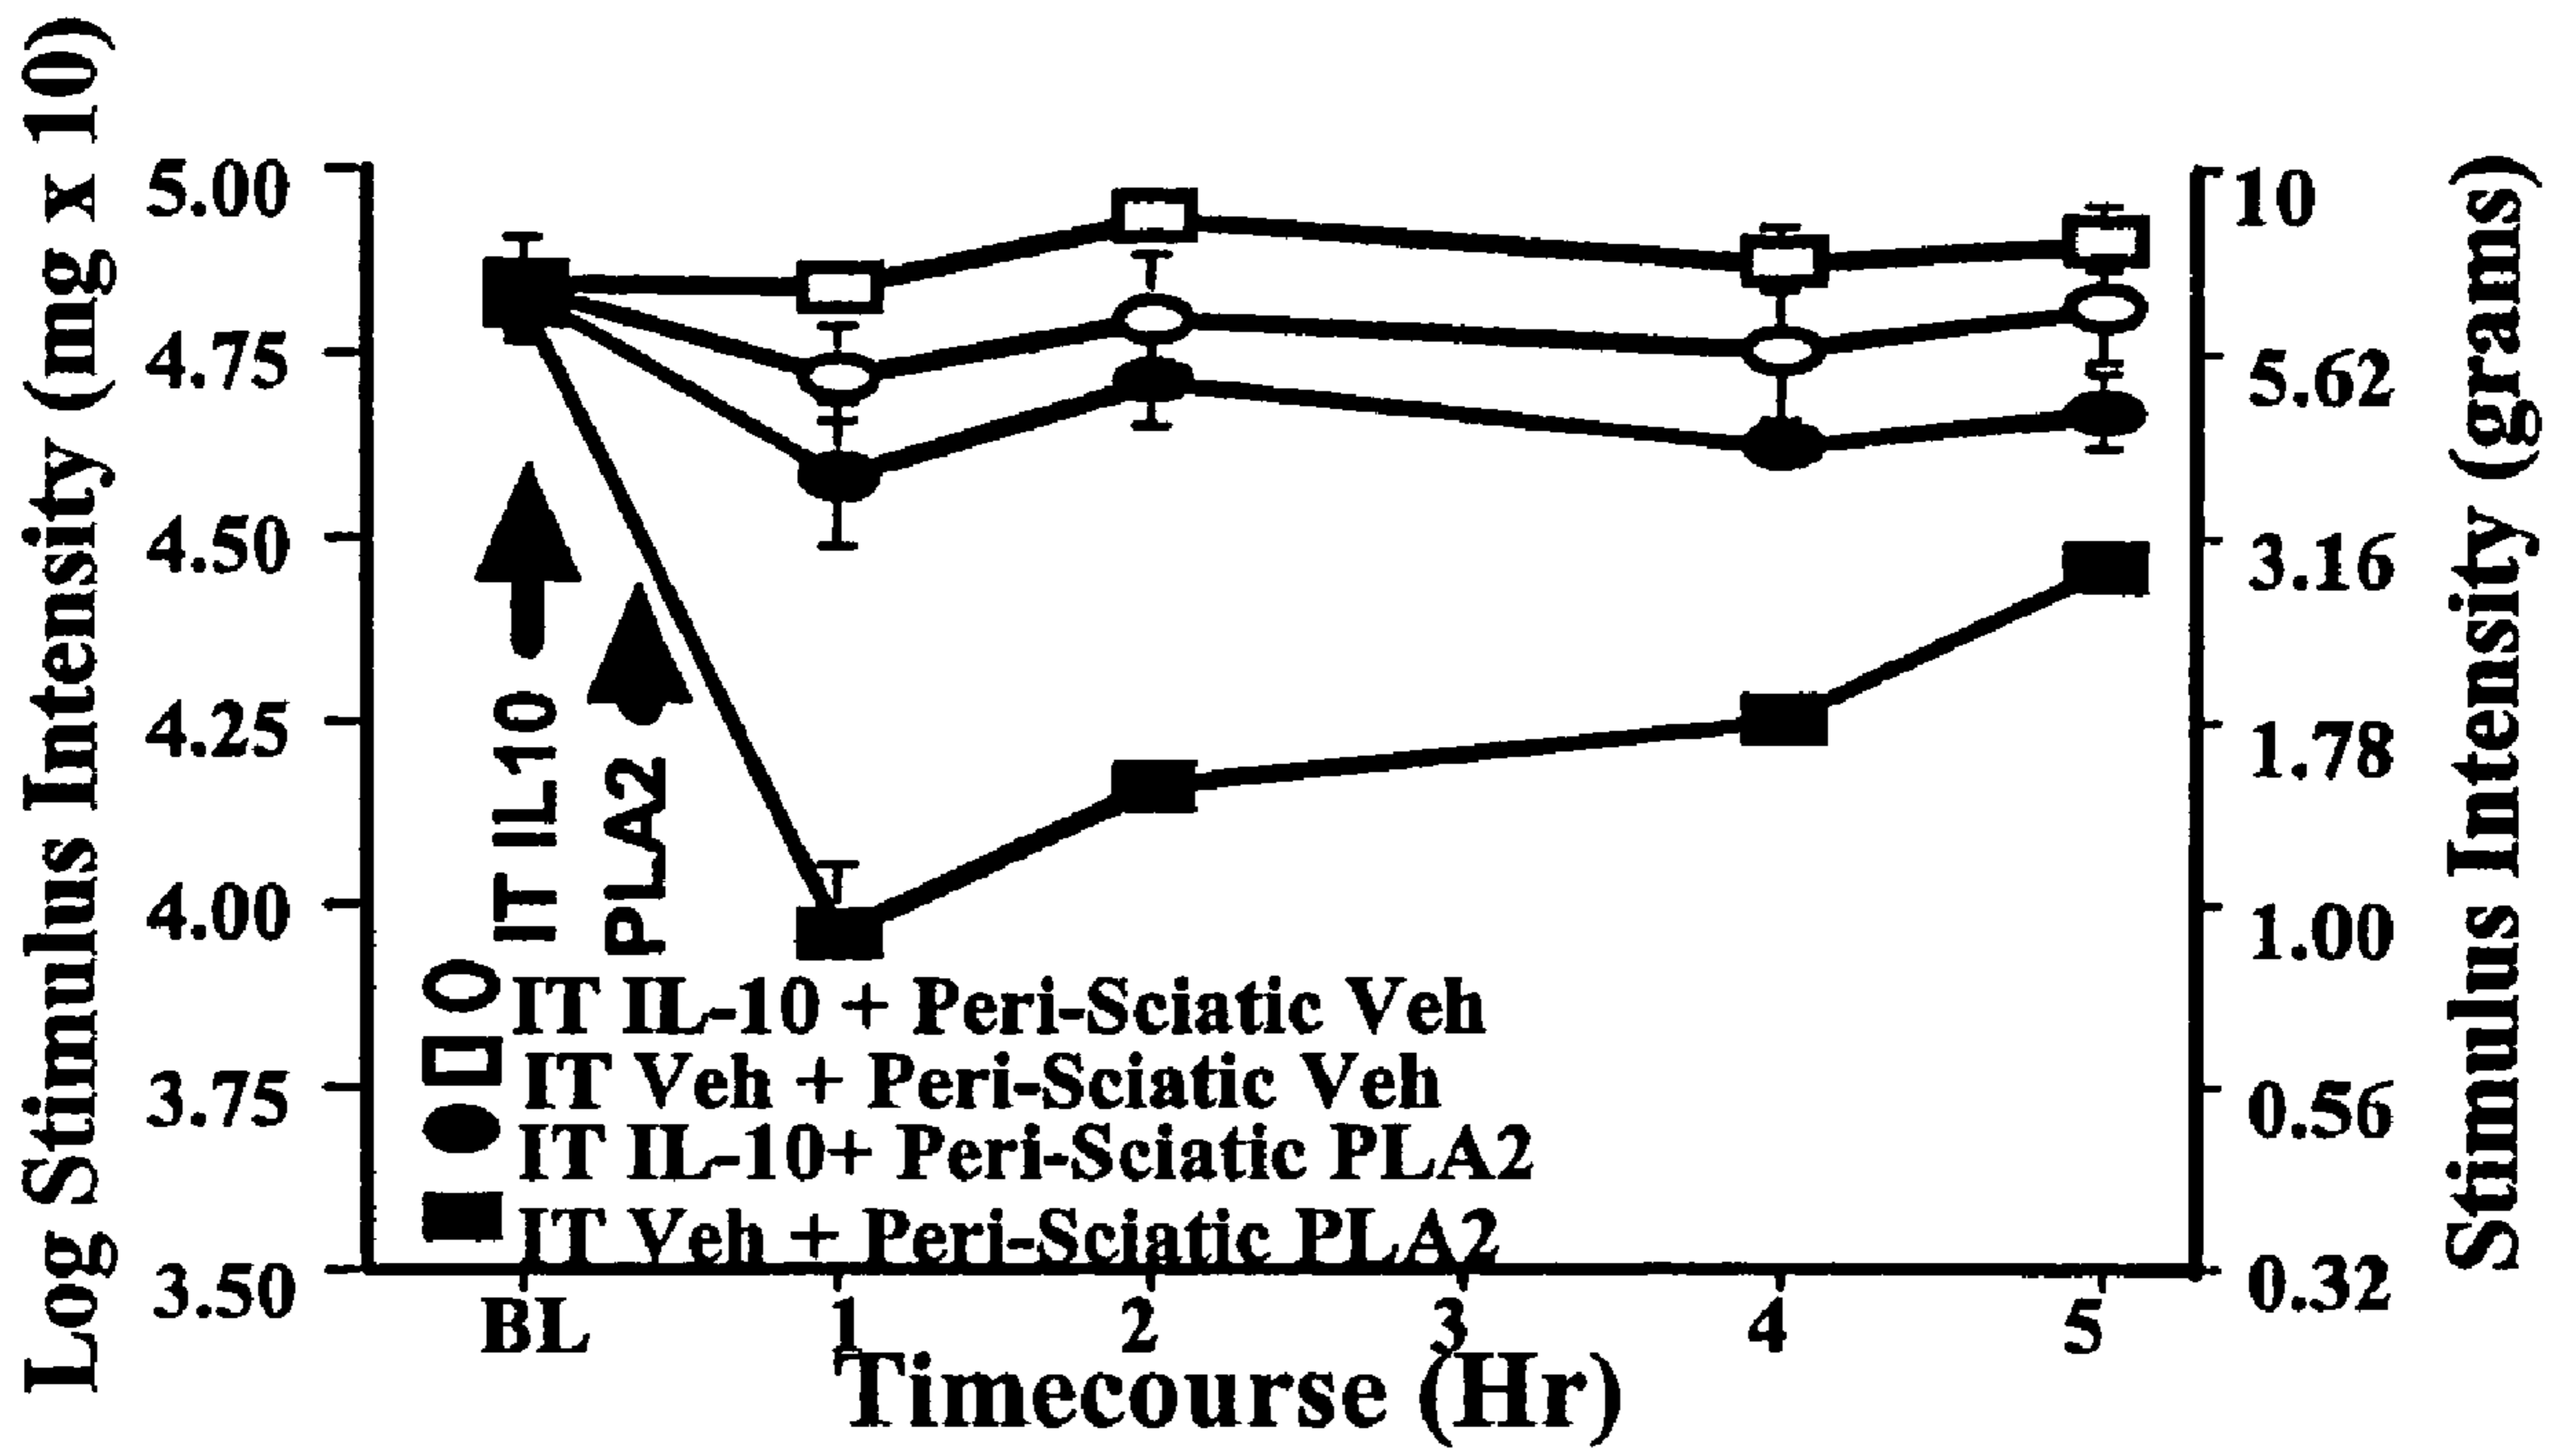 Log Stimulus Intensity (mg x 10)
5.00
4.75
4.50
4.25
4.00
3.75
3.50
IT IL10
PLA2
IT IL-10 + Peri-Sciatic Veh
IT Veh + Peri-Sciatic Veh
IT IL-10+ Peri-Sciatic PLA2
IT Veh + Peri-Sciatic PLA2
BL 1 2 3 4 5
Timecourse (Hr)
10
5.62
3.16
1.78
1.00
0.56
0.32
Stimulus Intensity (grams)